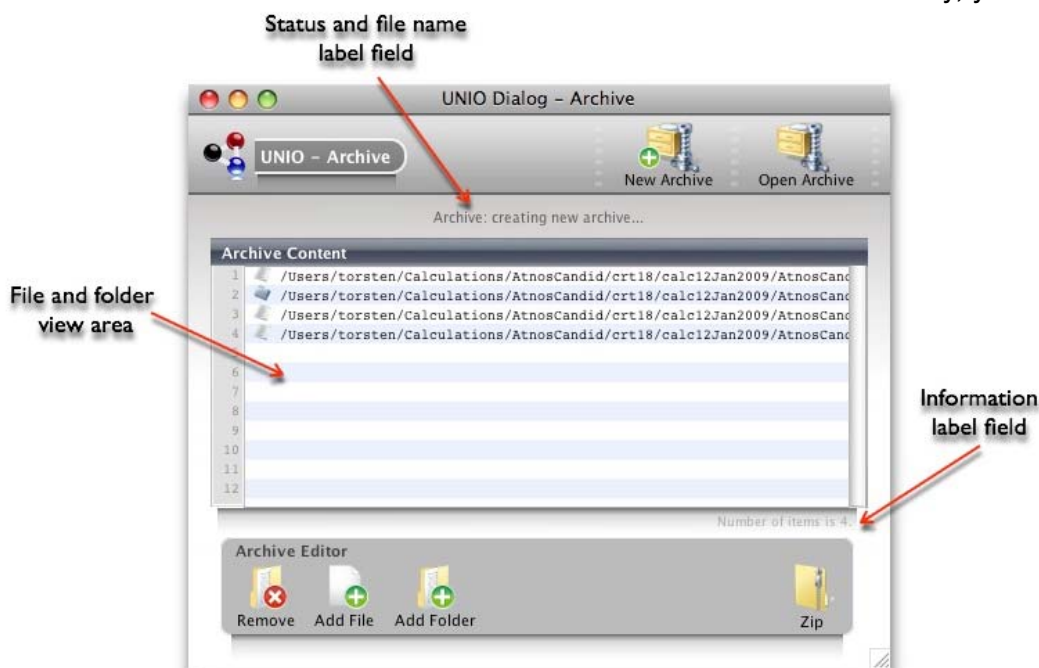 Status and file name
label field
UNIO Dialog – Archive
UNIO – Archive
New Archive
Open Archive
Archive: creating new archive...
Archive Content
1 /Users/torsten/Calculations/AtnosCandid/crt18/calc12Jan2009/AtnosCand
2 /Users/torsten/Calculations/AtnosCandid/crt18/calc12Jan2009/AtnosCand
3 /Users/torsten/Calculations/AtnosCandid/crt18/calc12Jan2009/AtnosCand
4 /Users/torsten/Calculations/AtnosCandid/crt18/calc12Jan2009/AtnosCand
5
6
7
8
9
10
11
12
File and folder
view area
Information
label field
Number of items is 4.
Archive Editor
Remove
Add File
Add Folder
Zip